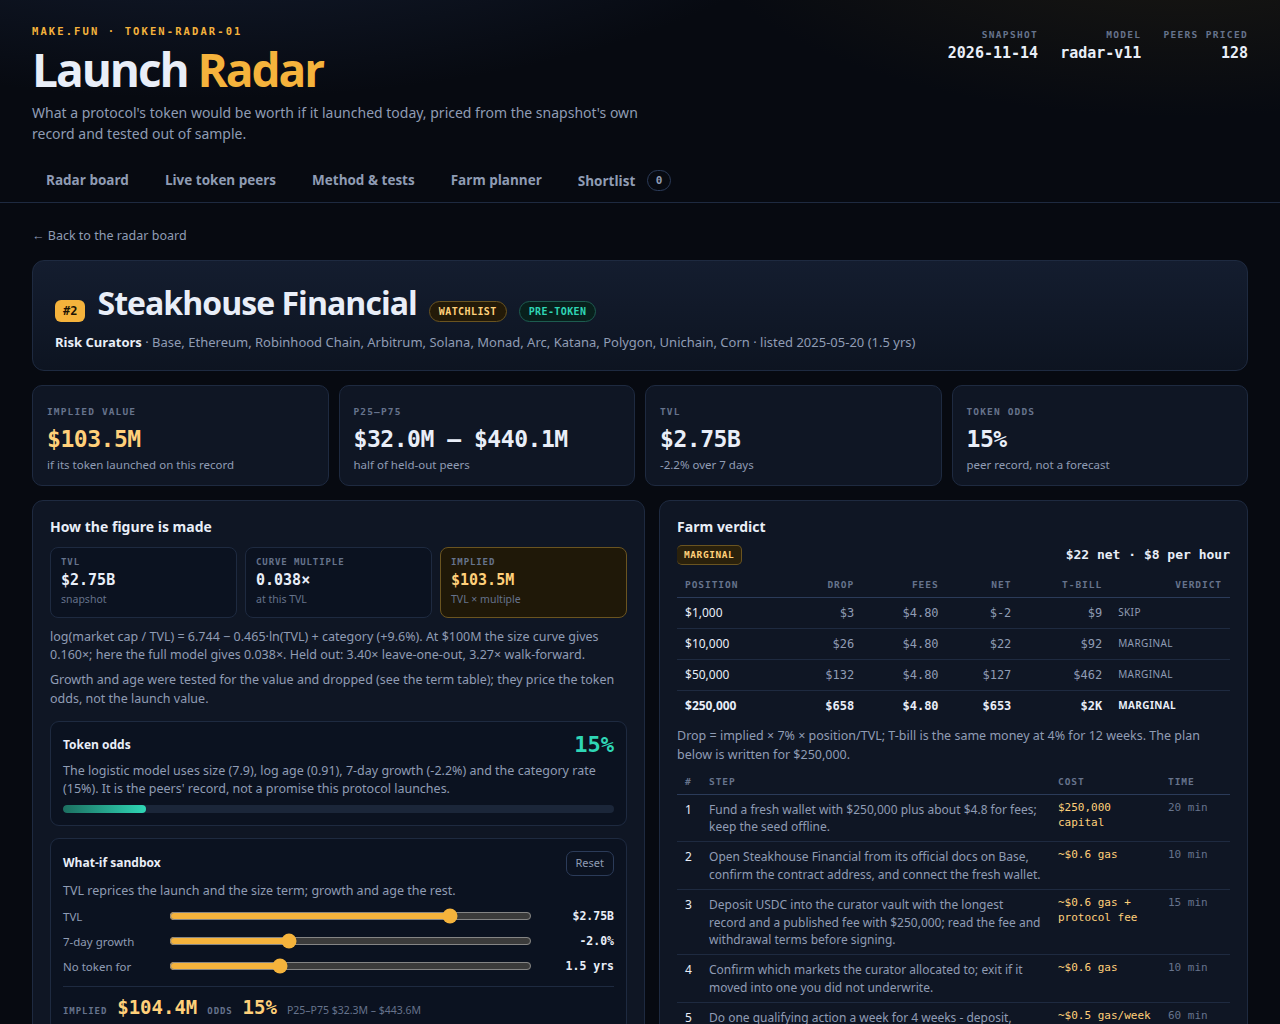 MAKE.FUN · TOKEN-RADAR-01
Launch Radar
What a protocol's token would be worth if it launched today, priced from the snapshot's own
record and tested out of sample.
SNAPSHOT
2026-11-14
MODEL
radar-v11
PEERS PRICED
128
Radar board
Live token peers
Method & tests
Farm planner
Shortlist 0
← Back to the radar board
#2 Steakhouse Financial WATCHLIST PRE-TOKEN
Risk Curators · Base, Ethereum, Robinhood Chain, Arbitrum, Solana, Monad, Arc, Katana, Polygon, Unichain, Corn · listed 2025-05-20 (1.5 yrs)
IMPLIED VALUE
$103.5M
if its token launched on this record
P25–P75
$32.0M — $440.1M
half of held-out peers
TVL
$2.75B
-2.2% over 7 days
TOKEN ODDS
15%
peer record, not a forecast
How the figure is made
TVL
$2.75B
snapshot
CURVE MULTIPLE
0.038×
at this TVL
IMPLIED
$103.5M
TVL × multiple
log(market cap / TVL) = 6.744 − 0.465·ln(TVL) + category (+9.6%). At $100M the size curve gives
0.160×; here the full model gives 0.038×. Held out: 3.40× leave-one-out, 3.27× walk-forward.
Growth and age were tested for the value and dropped (see the term table); they price the token
odds, not the launch value.
Token odds 15%
The logistic model uses size (7.9), log age (0.91), 7-day growth (-2.2%) and the category rate
(15%). It is the peers' record, not a promise this protocol launches.
What-if sandbox Reset
TVL reprices the launch and the size term; growth and age the rest.
TVL $2.75B
7-day growth -2.0%
No token for 1.5 yrs
IMPLIED $104.4M ODDS 15% P25–P75 $32.3M – $443.6M
Farm verdict
MARGINAL $22 net · $8 per hour
POSITION DROP FEES NET T-BILL VERDICT
$1,000 $3 $4.80 $-2 $9 SKIP
$10,000 $26 $4.80 $22 $92 MARGINAL
$50,000 $132 $4.80 $127 $462 MARGINAL
$250,000 $658 $4.80 $653 $2K MARGINAL
Drop = implied × 7% × position/TVL; T-bill is the same money at 4% for 12 weeks. The plan
below is written for $250,000.
# STEP COST TIME
1 Fund a fresh wallet with $250,000 plus about $4.8 for fees; $250,000 20 min
keep the seed offline. capital
2 Open Steakhouse Financial from its official docs on Base, ~$0.6 gas 10 min
confirm the contract address, and connect the fresh wallet.
3 Deposit USDC into the curator vault with the longest ~$0.6 gas + 15 min
record and a published fee with $250,000; read the fee and protocol fee
withdrawal terms before signing.
4 Confirm which markets the curator allocated to; exit if it ~$0.6 gas 10 min
moved into one you did not underwrite.
5 Do one qualifying action a week for 4 weeks - deposit, ~$0.5 gas/week 60 min